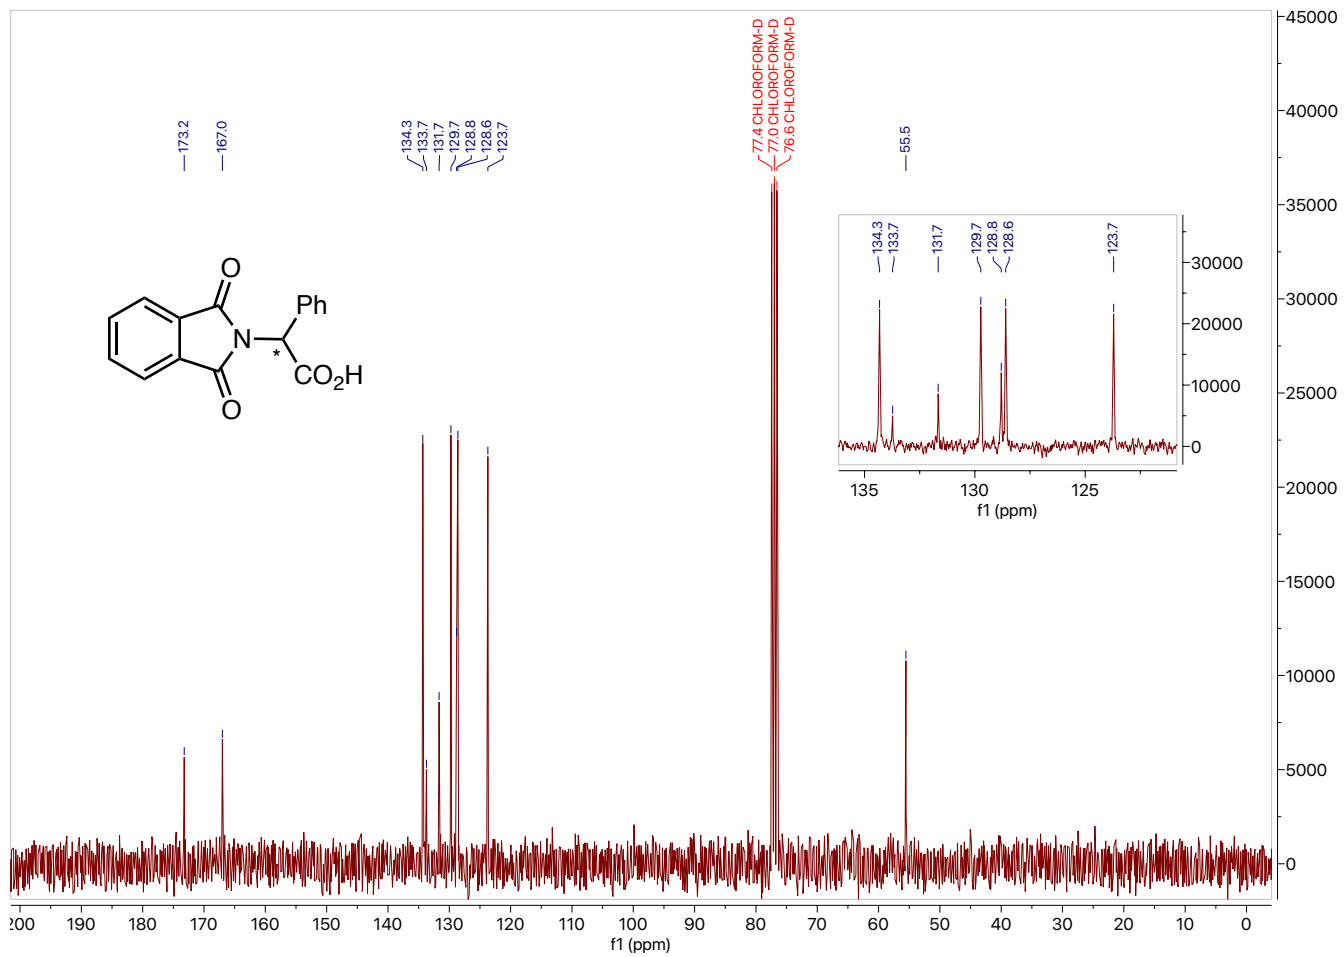 173.2
167.0
134.3
133.7
131.7
129.7
128.8
128.6
123.7
77.4 CHLOROFORM-D
77.0 CHLOROFORM-D
76.6 CHLOROFORM-D
55.5
O
Ph
N
*
CO2H
O
134.3
133.7
131.7
129.7
128.8
128.6
123.7
30000
20000
10000
0
135 130 125
f1 (ppm)
45000
40000
35000
30000
25000
20000
15000
10000
5000
0
200 190 180 170 160 150 140 130 120 110 100 90 80 70 60 50 40 30 20 10 0
f1 (ppm)